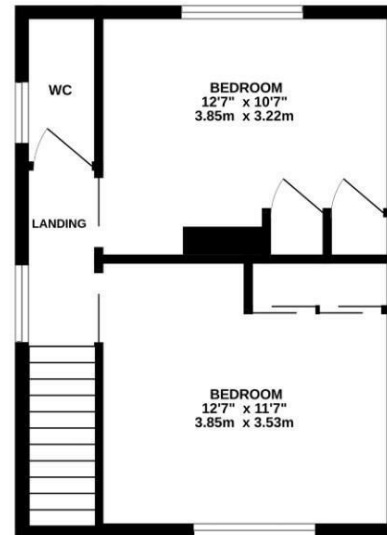 WC
BEDROOM
12'7" x 10'7"
3.85m x 3.22m
LANDING
BEDROOM
12'7" x 11'7"
3.85m x 3.53m